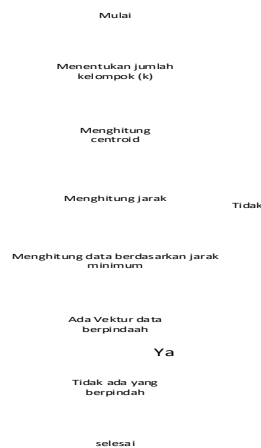 Mulai
Menentukan jumlah
kelompok (k)
Menghitung
centroid
Menghitung jarak
Tidak
Menghitung data berdasarkan jarak
minimum
Ada Vektur data
berpindaah
Ya
Tidak ada yang
berpindah
selesai